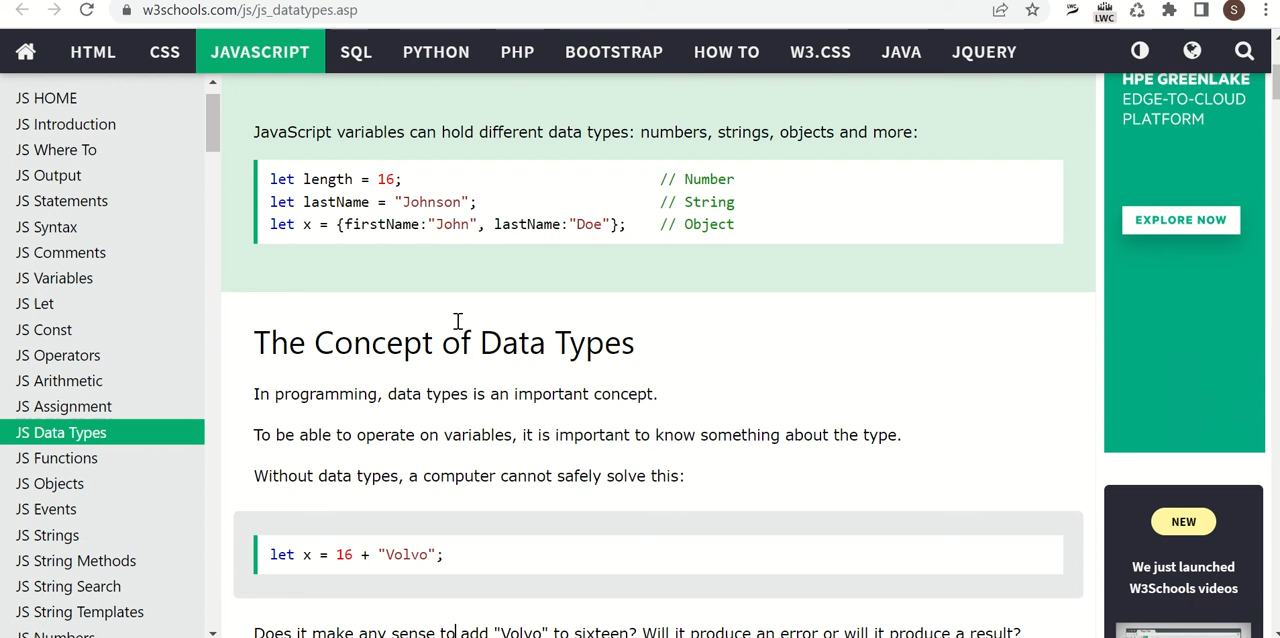 w3schools.com/js/js_datatypes.asp
LWC
LWC
S
HTML CSS JAVASCRIPT SQL PYTHON PHP BOOTSTRAP HOW TO W3.CSS JAVA JQUERY
JS HOME
JS Introduction
JS Where To
JS Output
JS Statements
JS Syntax
JS Comments
JS Variables
JS Let
JS Const
JS Operators
JS Arithmetic
JS Assignment
JS Data Types
JS Functions
JS Objects
JS Events
JS Strings
JS String Methods
JS String Search
JS String Templates
JS Numbers
JavaScript variables can hold different data types: numbers, strings, objects and more:
let length = 16; // Number
let lastName = "Johnson"; // String
let x = {firstName:"John", lastName:"Doe"}; // Object
The Concept of Data Types
In programming, data types is an important concept.
To be able to operate on variables, it is important to know something about the type.
Without data types, a computer cannot safely solve this:
let x = 16 + "Volvo";
Does it make any sense to add "Volvo" to sixteen? Will it produce an error or will it produce a result?
HPE GREENLAKE
EDGE-TO-CLOUD
PLATFORM
EXPLORE NOW
NEW
We just launched
W3Schools videos